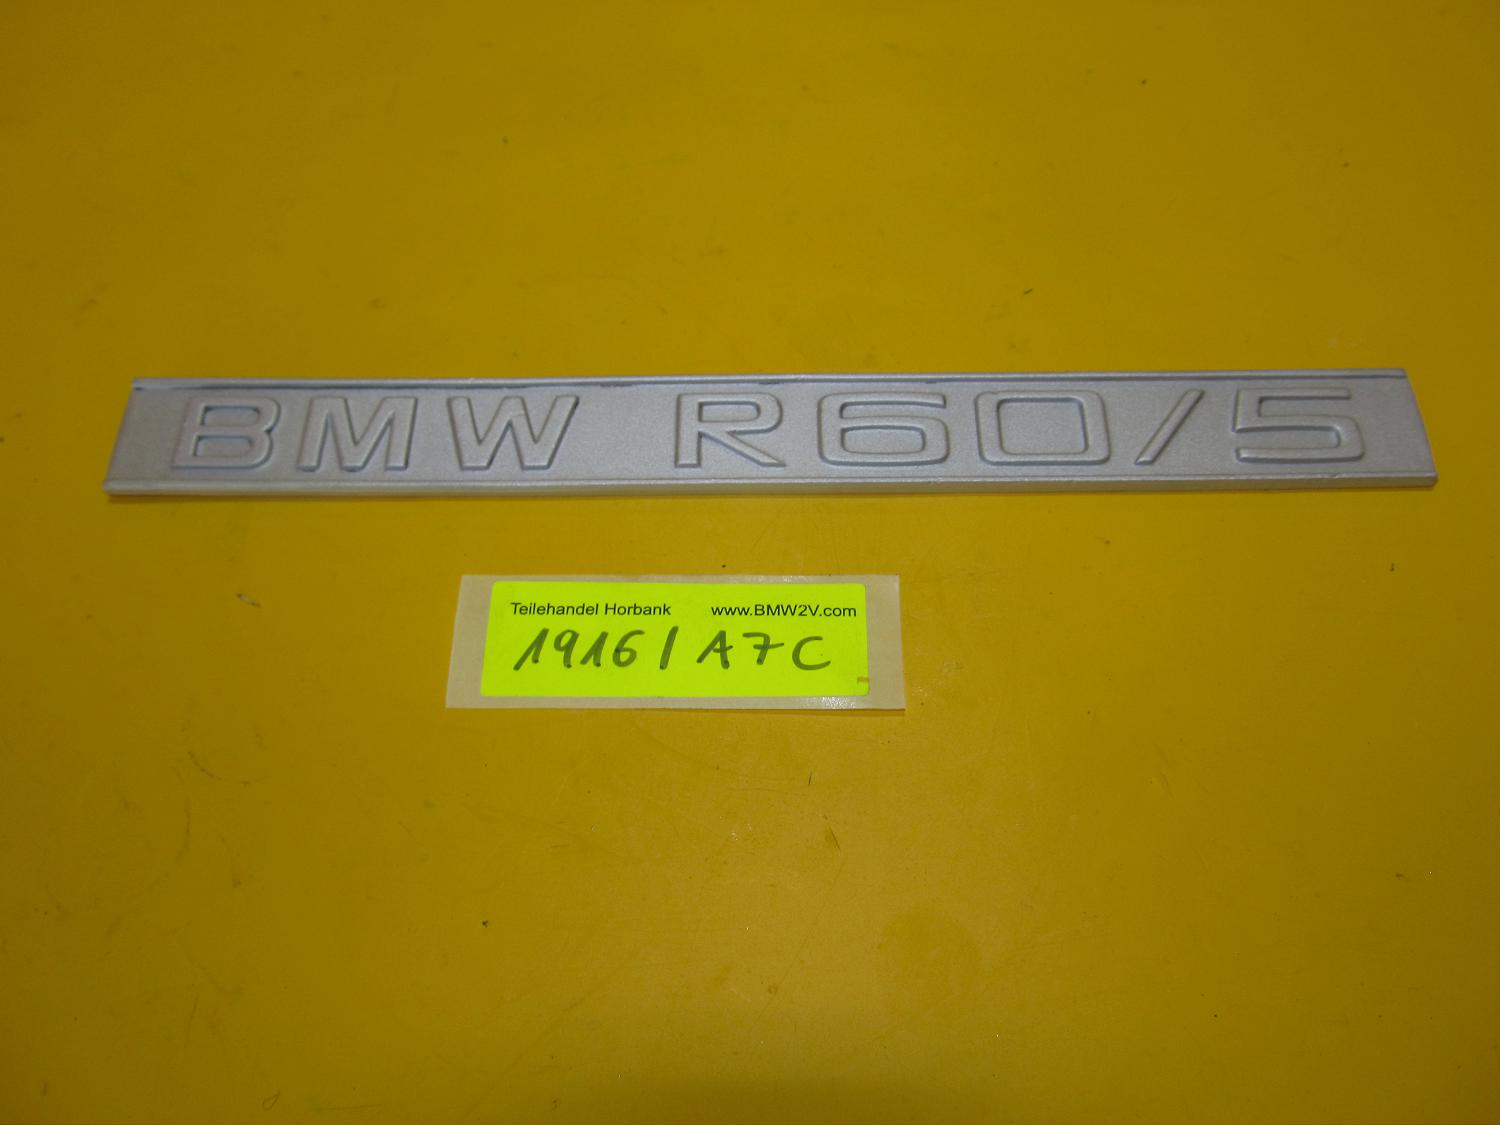 BMW R60/5
Teilehandel Horbank www.BMW2V.com
1916 / A7C